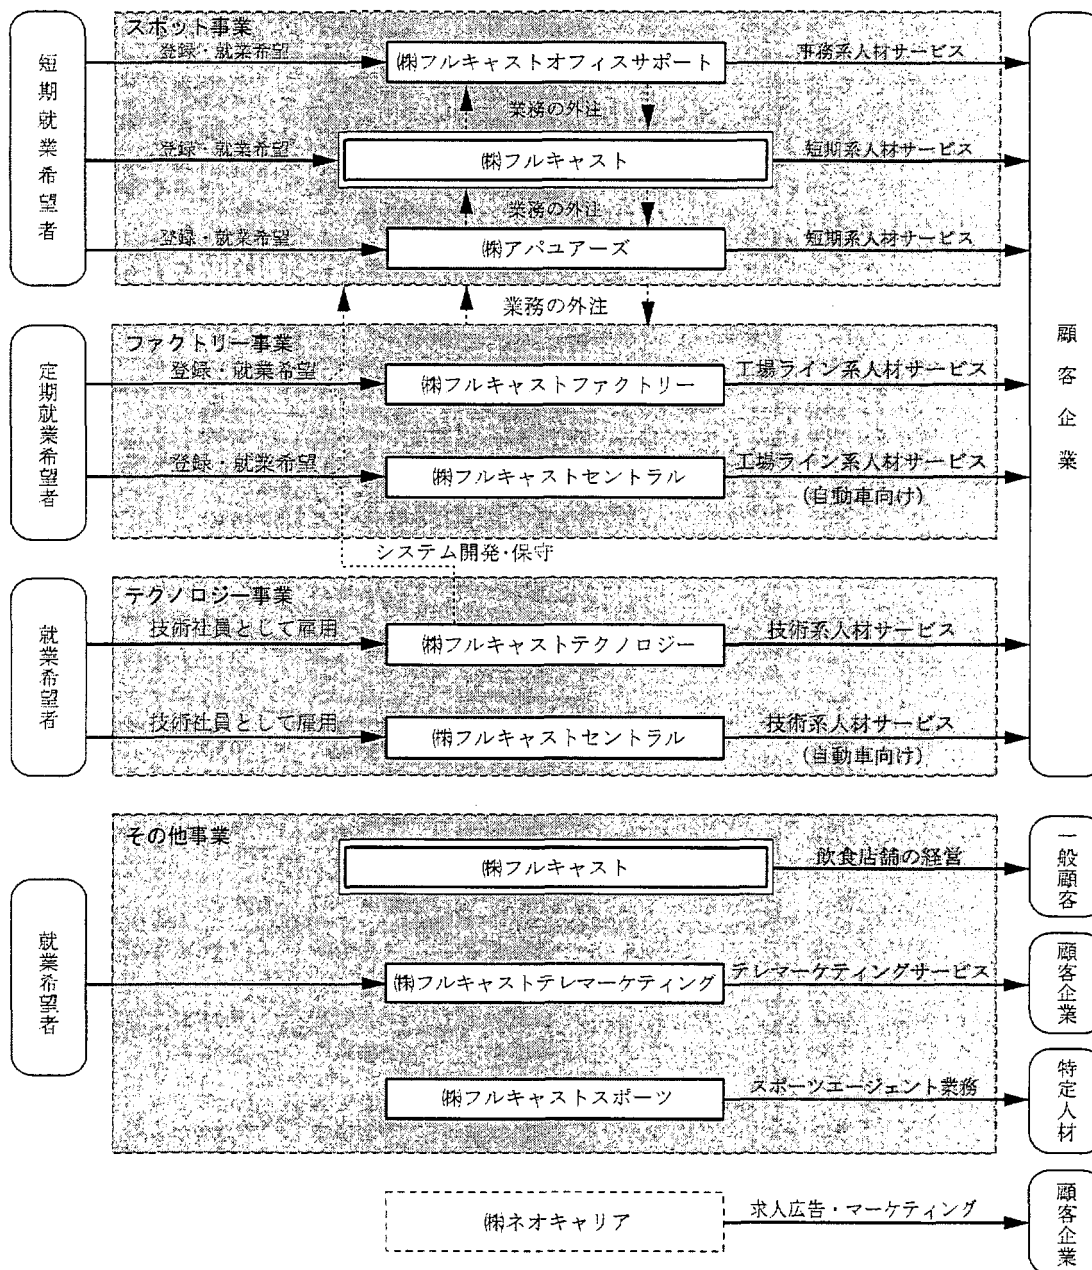 スポット事業
短期就業希望者
登録・就業希望
㈱フルキャストオフィスサポート
事務系人材サービス
業務の外注
登録・就業希望
㈱フルキャスト
短期系人材サービス
業務の外注
登録・就業希望
㈱アパユアーズ
短期系人材サービス
業務の外注
顧客企業
ファクトリー事業
定期就業希望者
登録・就業希望
㈱フルキャストファクトリー
工場ライン系人材サービス
登録・就業希望
㈱フルキャストセントラル
工場ライン系人材サービス
(自動車向け)
システム開発・保守
テクノロジー事業
就業希望者
技術社員として雇用
㈱フルキャストテクノロジー
技術系人材サービス
技術社員として雇用
㈱フルキャストセントラル
技術系人材サービス
(自動車向け)
その他事業
㈱フルキャスト
飲食店舗の経営
一般顧客
就業希望者
㈱フルキャストテレマーケティング
テレマーケティングサービス
顧客企業
㈱フルキャストスポーツ
スポーツエージェント業務
特定人材
㈱ネオキャリア
求人広告・マーケティング
顧客企業